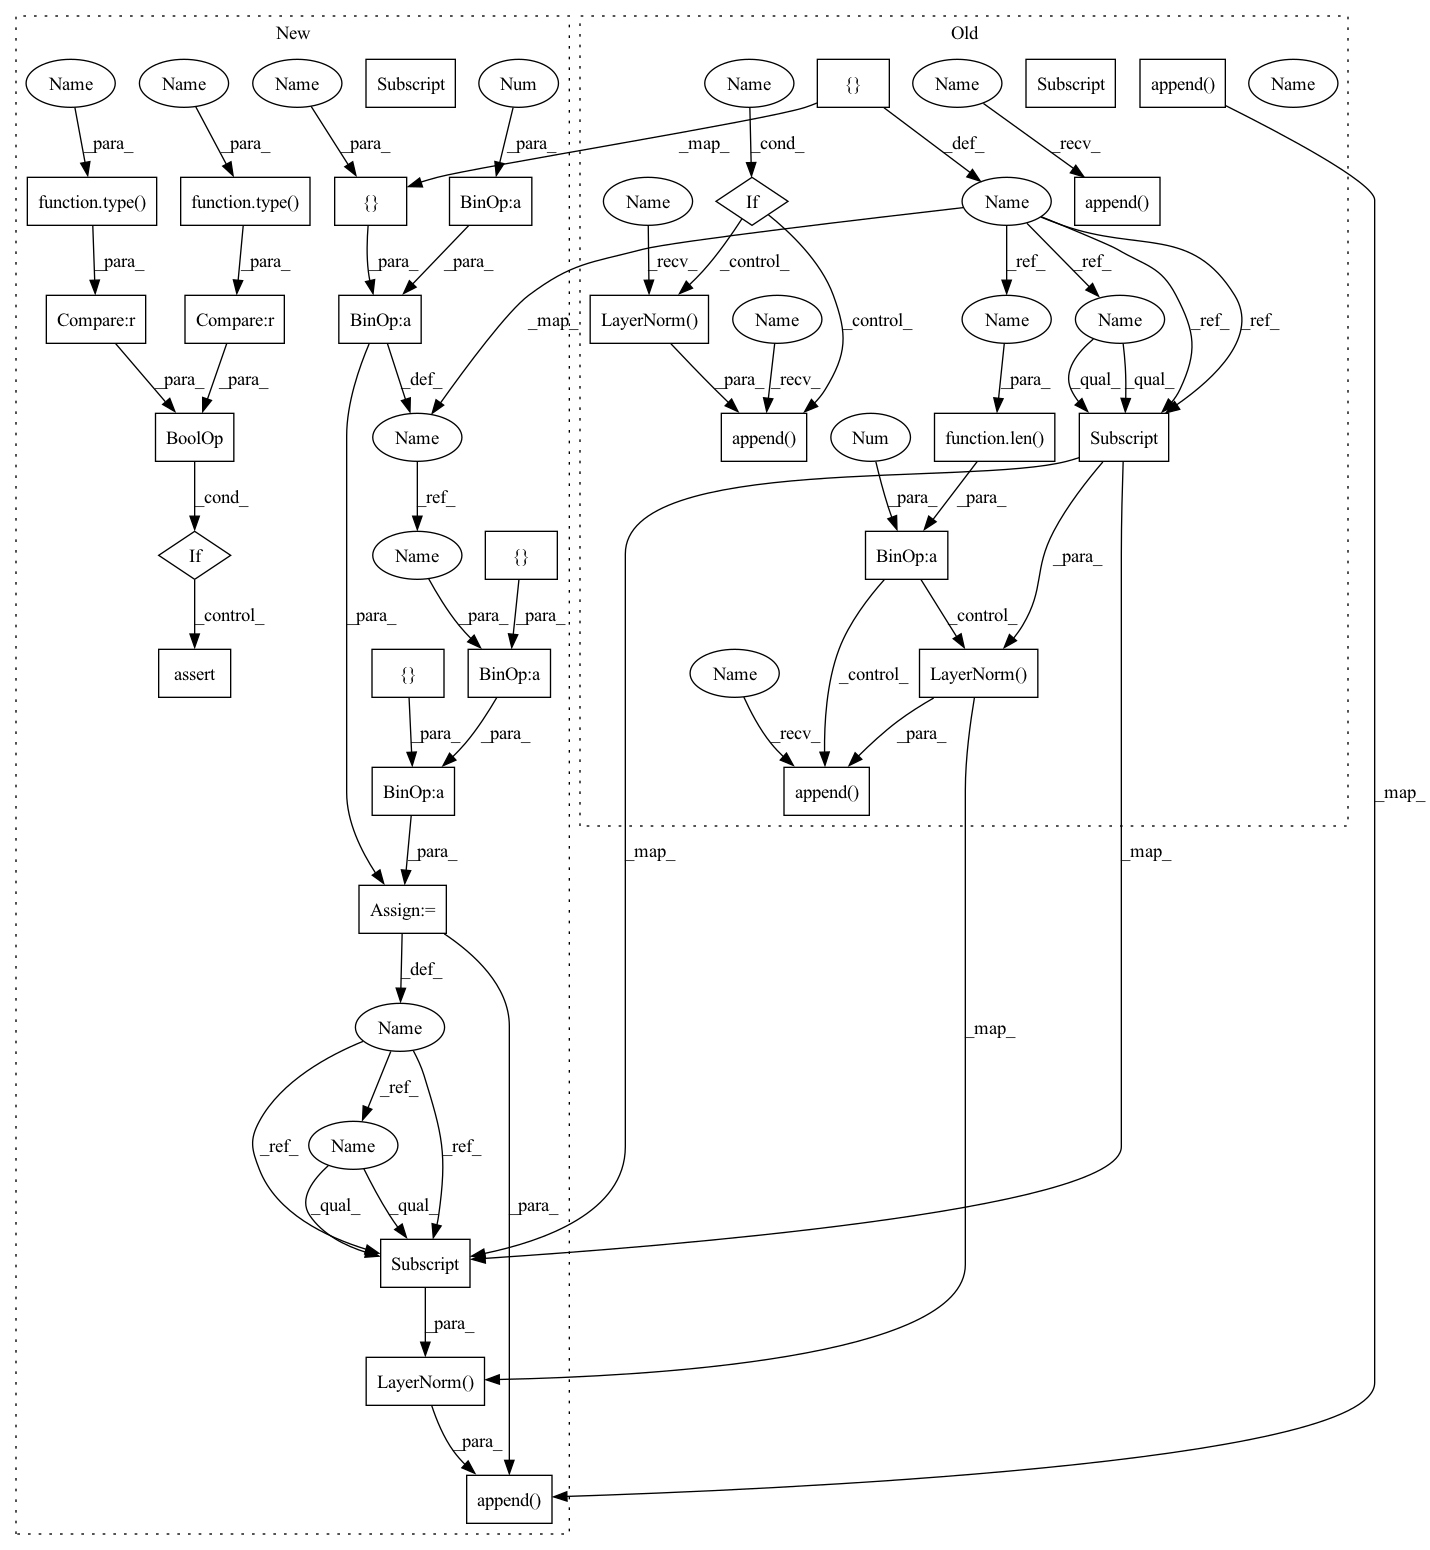 New
Old
Name
Name
Name
Subscript
Num
Name
{}
Name
Subscript
append()
Name
_para_
_para_
_para_
_para_
_map_
_cond_
_def_
_recv_
function.type()
function.type()
{}
BinOp:a
Name
If
Name
append()
_para_
_para_
_para_
_para_
_recv_
_control_
_ref_
_ref_
Compare:r
Compare:r
BinOp:a
_map_
LayerNorm()
Name
_control_
Name
Name
_ref_
_ref_
_para_
_para_
_def_
_para_
_recv_
_para_
_qual_
_qual_
BoolOp
Name
append()
Num
function.len()
Subscript
_cond_
_ref_
_para_
_para_
If
Name
{}
BinOp:a
_para_
_control_
_para_
_para_
_para_
_control_
assert
{}
BinOp:a
Name
_control_
LayerNorm()
_para_
_para_
_recv_
_para_
BinOp:a
append()
_map_
_para_
_map_
_map_
Assign:=
_def_
Name
_map_
_ref_
_ref_
Name
_ref_
_qual_
_qual_
_para_
Subscript
_para_
LayerNorm()
_para_
append()